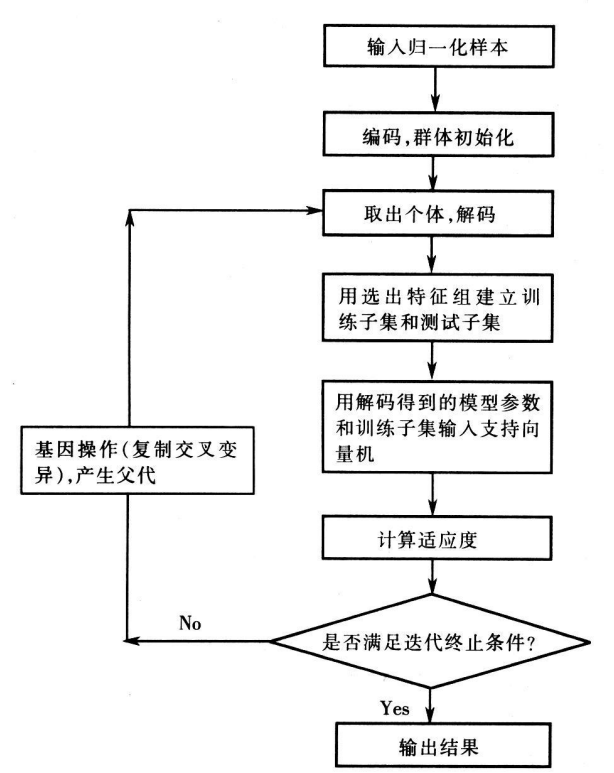 输入归一化样本
编码,群体初始化
取出个体,解码
用选出特征组建立训
练子集和测试子集
用解码得到的模型参数
和训练子集输入支持向
量机
基因操作(复制交叉变
异),产生父代
计算适应度
No
是否满足迭代终止条件?
Yes
输出结果